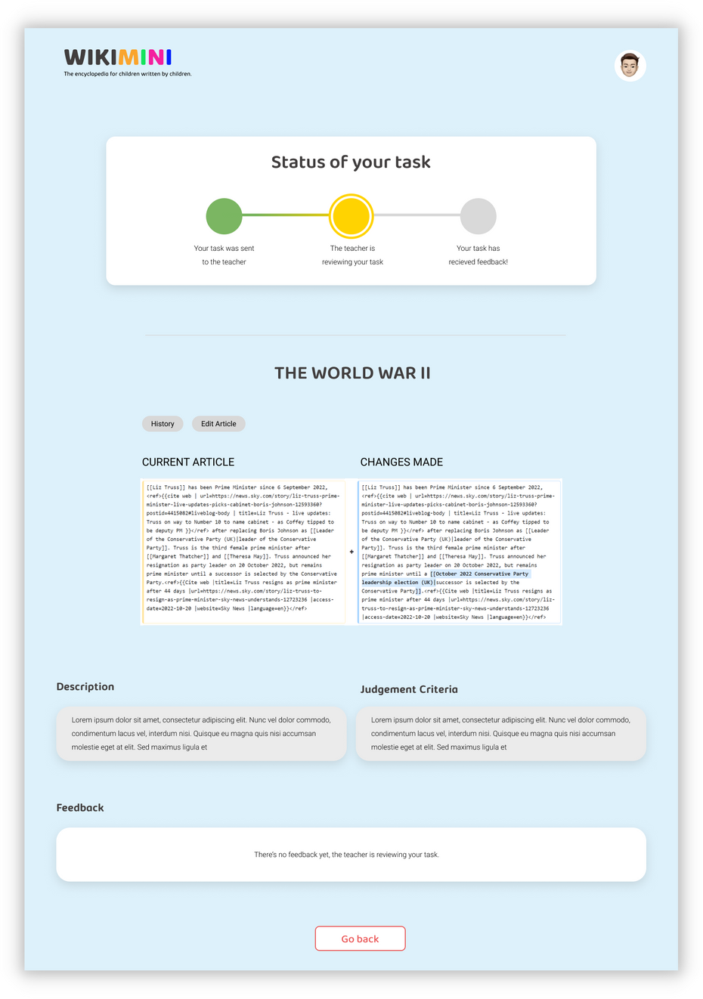 WIKIMINI
The encyclopedia for children written by children.
Status of your task
Your task was sent
to the teacher
The teacher is
reviewing your task
Your task has
recieved feedback!
THE WORLD WAR II
History
Edit Article
CURRENT ARTICLE
[[Liz Truss]] has been Prime Minister since 6 September 2022,
<ref>{{cite web | url=https://news.sky.com/story/liz-truss-prime-
minister-live-updates-picks-cabinet-boris-johnson-12593360?
postid=4415082#liveblog-body | title=Liz Truss - live updates:
Truss on way to Number 10 to name cabinet - as Coffey tipped to
be deputy PM }}</ref> after replacing Boris Johnson as [[Leader
of the Conservative Party (UK)|leader of the Conservative
Party]]. Truss is the third female prime minister after
[[Margaret Thatcher]] and [[Theresa May]]. Truss announced her
resignation as party leader on 20 October 2022, but remains
prime minister until a successor is selected by the Conservative
Party.<ref>{{Cite web |title=Liz Truss resigns as prime minister
after 44 days |url=https://news.sky.com/story/liz-truss-to-
resign-as-prime-minister-sky-news-understands-12723236 |access-
date=2022-10-20 |website=Sky News |language=en}}</ref>
+
CHANGES MADE
[[Liz Truss]] has been Prime Minister since 6 September 2022,
<ref>{{cite web | url=https://news.sky.com/story/liz-truss-prime-
minister-live-updates-picks-cabinet-boris-johnson-12593360?
postid=4415082#liveblog-body | title=Liz Truss - live updates:
Truss on way to Number 10 to name cabinet - as Coffey tipped to
be deputy PM }}</ref> after replacing Boris Johnson as [[Leader
of the Conservative Party (UK)|leader of the Conservative
Party]]. Truss is the third female prime minister after
[[Margaret Thatcher]] and [[Theresa May]]. Truss announced her
resignation as party leader on 20 October 2022, but remains
prime minister until a [[October 2022 Conservative Party
leadership election (UK)|successor is selected by the
Conservative Party]].<ref>{{Cite web |title=Liz Truss resigns as
prime minister after 44 days |url=https://news.sky.com/story/liz-
truss-to-resign-as-prime-minister-sky-news-understands-12723236
|access-date=2022-10-20 |website=Sky News |language=en}}</ref>
Description
Lorem ipsum dolor sit amet, consectetur adipiscing elit. Nunc vel dolor commodo,
condimentum lacus vel, interdum nisi. Quisque eu magna quis nisi accumsan
molestie eget at elit. Sed maximus ligula et
Judgement Criteria
Lorem ipsum dolor sit amet, consectetur adipiscing elit. Nunc vel dolor commodo,
condimentum lacus vel, interdum nisi. Quisque eu magna quis nisi accumsan
molestie eget at elit. Sed maximus ligula et
Feedback
There's no feedback yet, the teacher is reviewing your task.
Go back